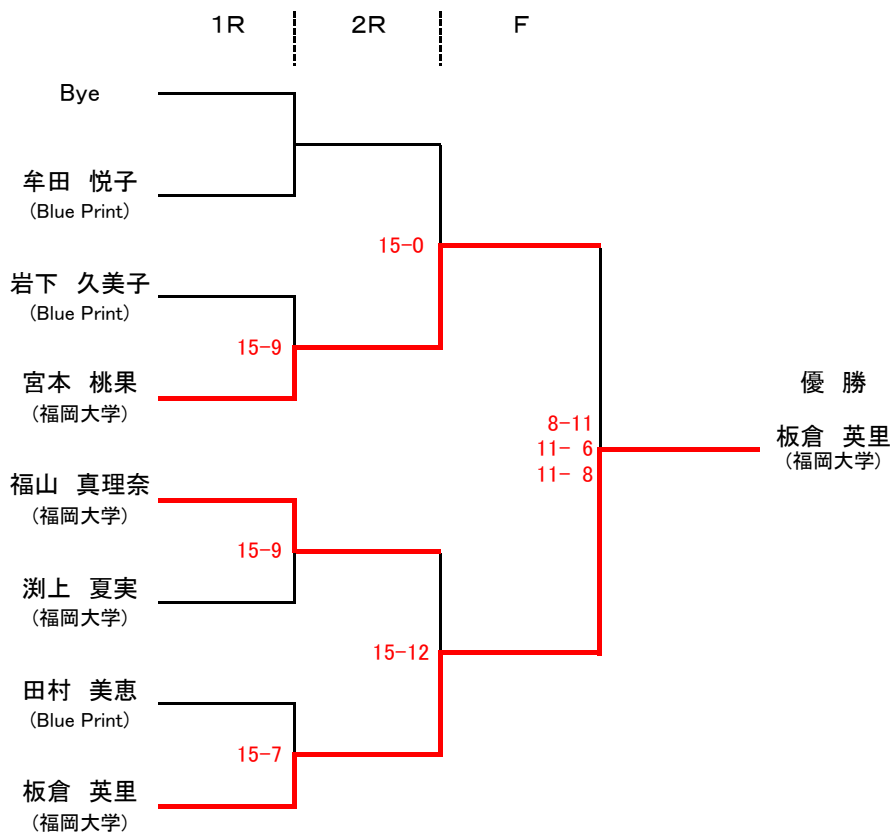 1R 2R F
Bye
牟田 悦子
(Blue Print)
15-0
岩下 久美子
(Blue Print)
15-9
宮本 桃果
(福岡大学)
優 勝
8-11
11- 6
11- 8
板倉 英里
(福岡大学)
福山 真理奈
(福岡大学)
15-9
渕上 夏実
(福岡大学)
15-12
田村 美恵
(Blue Print)
15-7
板倉 英里
(福岡大学)